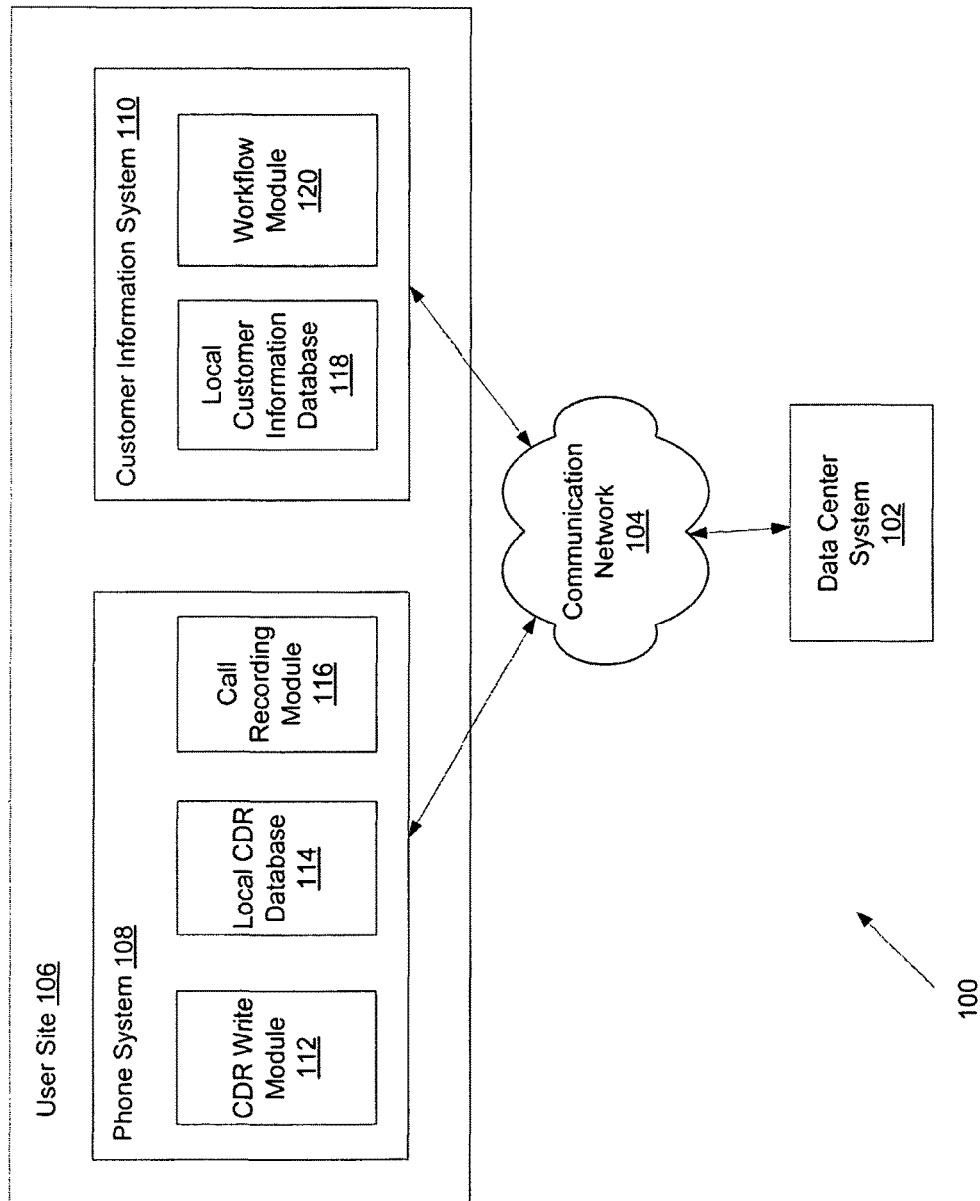 User Site 106
Phone System 108
CDR Write
Module
112
Local CDR
Database
114
Call
Recording
Module
116
Customer Information System 110
Local
Customer
Information
Database
118
Workflow
Module
120
Communication
Network
104
Data Center
System
102
100